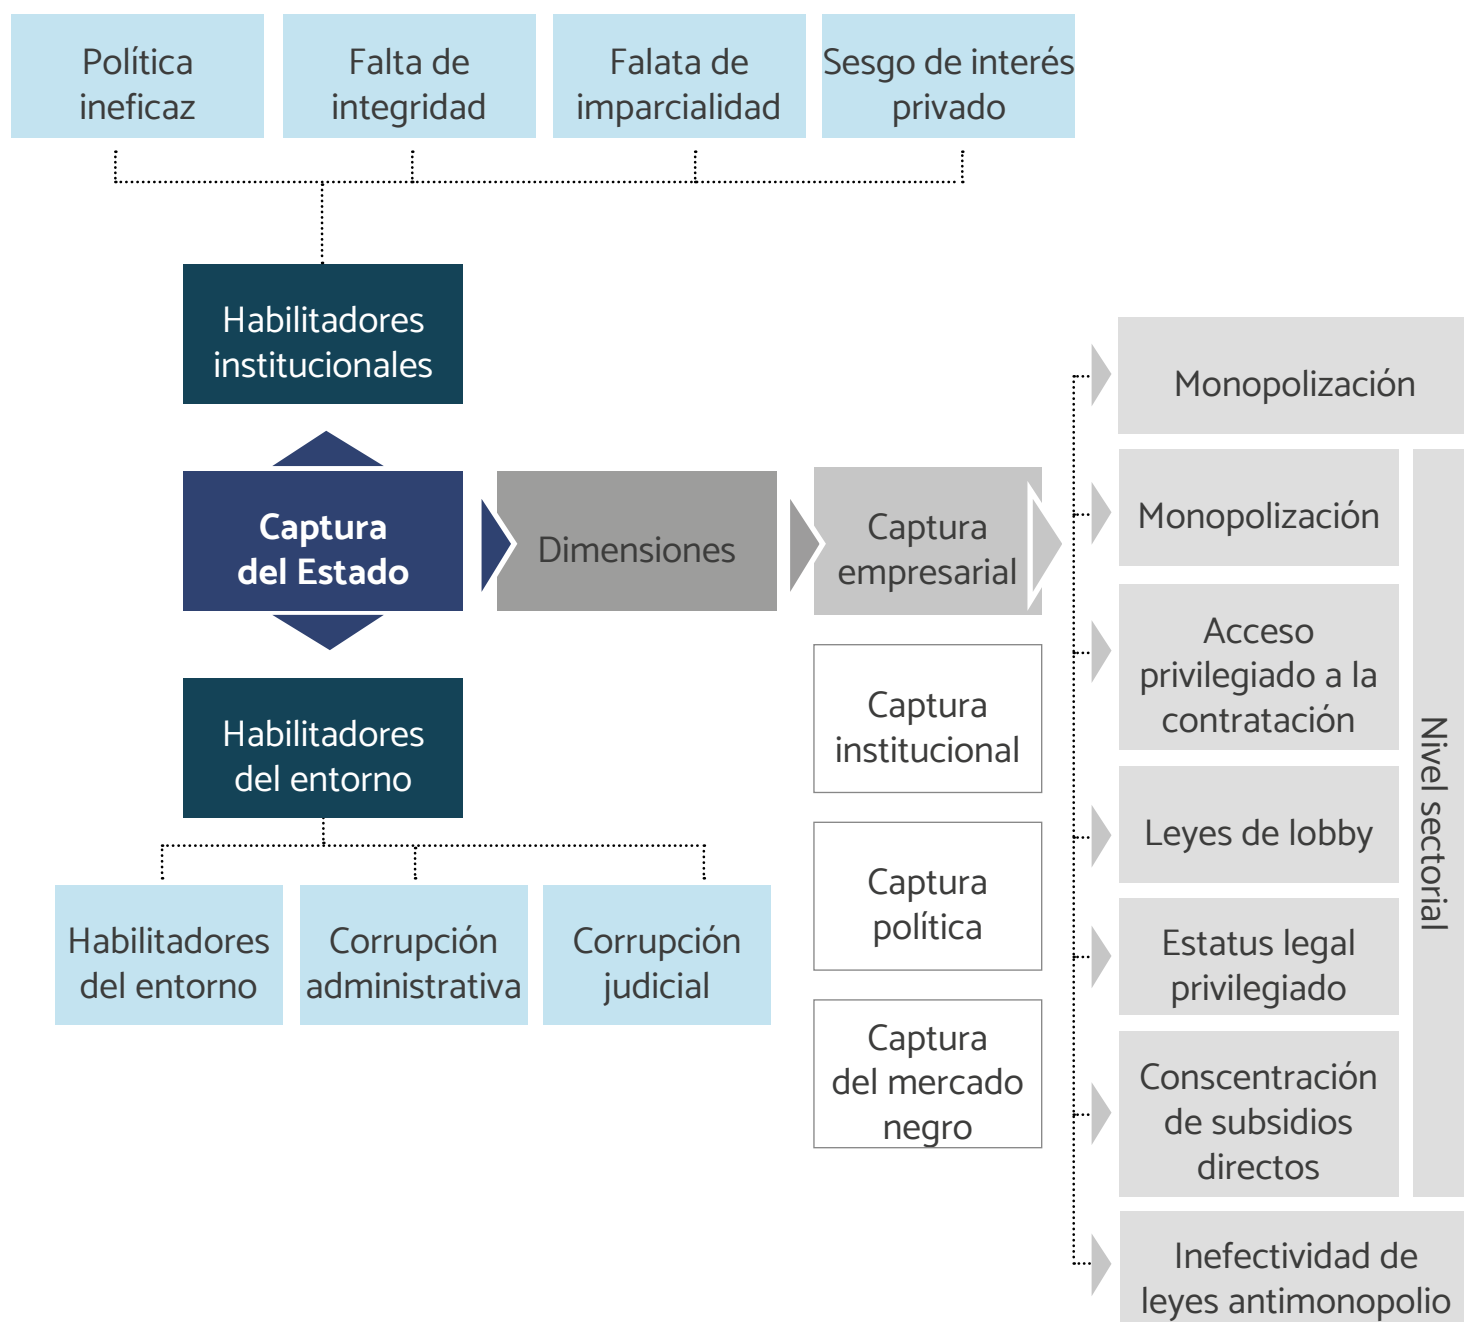 Política
ineficaz
Falta de
integridad
Falata de
imparcialidad
Sesgo de interés
privado
Habilitadores
institucionales
Captura
del Estado
Dimensiones
Captura
empresarial
Captura
institucional
Captura
política
Captura
del mercado
negro
Habilitadores
del entorno
Habilitadores
del entorno
Corrupción
administrativa
Corrupción
judicial
Monopolización
Monopolización
Acceso
privilegiado a la
contratación
Leyes de lobby
Estatus legal
privilegiado
Conscentración
de subsidios
directos
Nivel sectorial
Inefectividad de
leyes antimonopolio